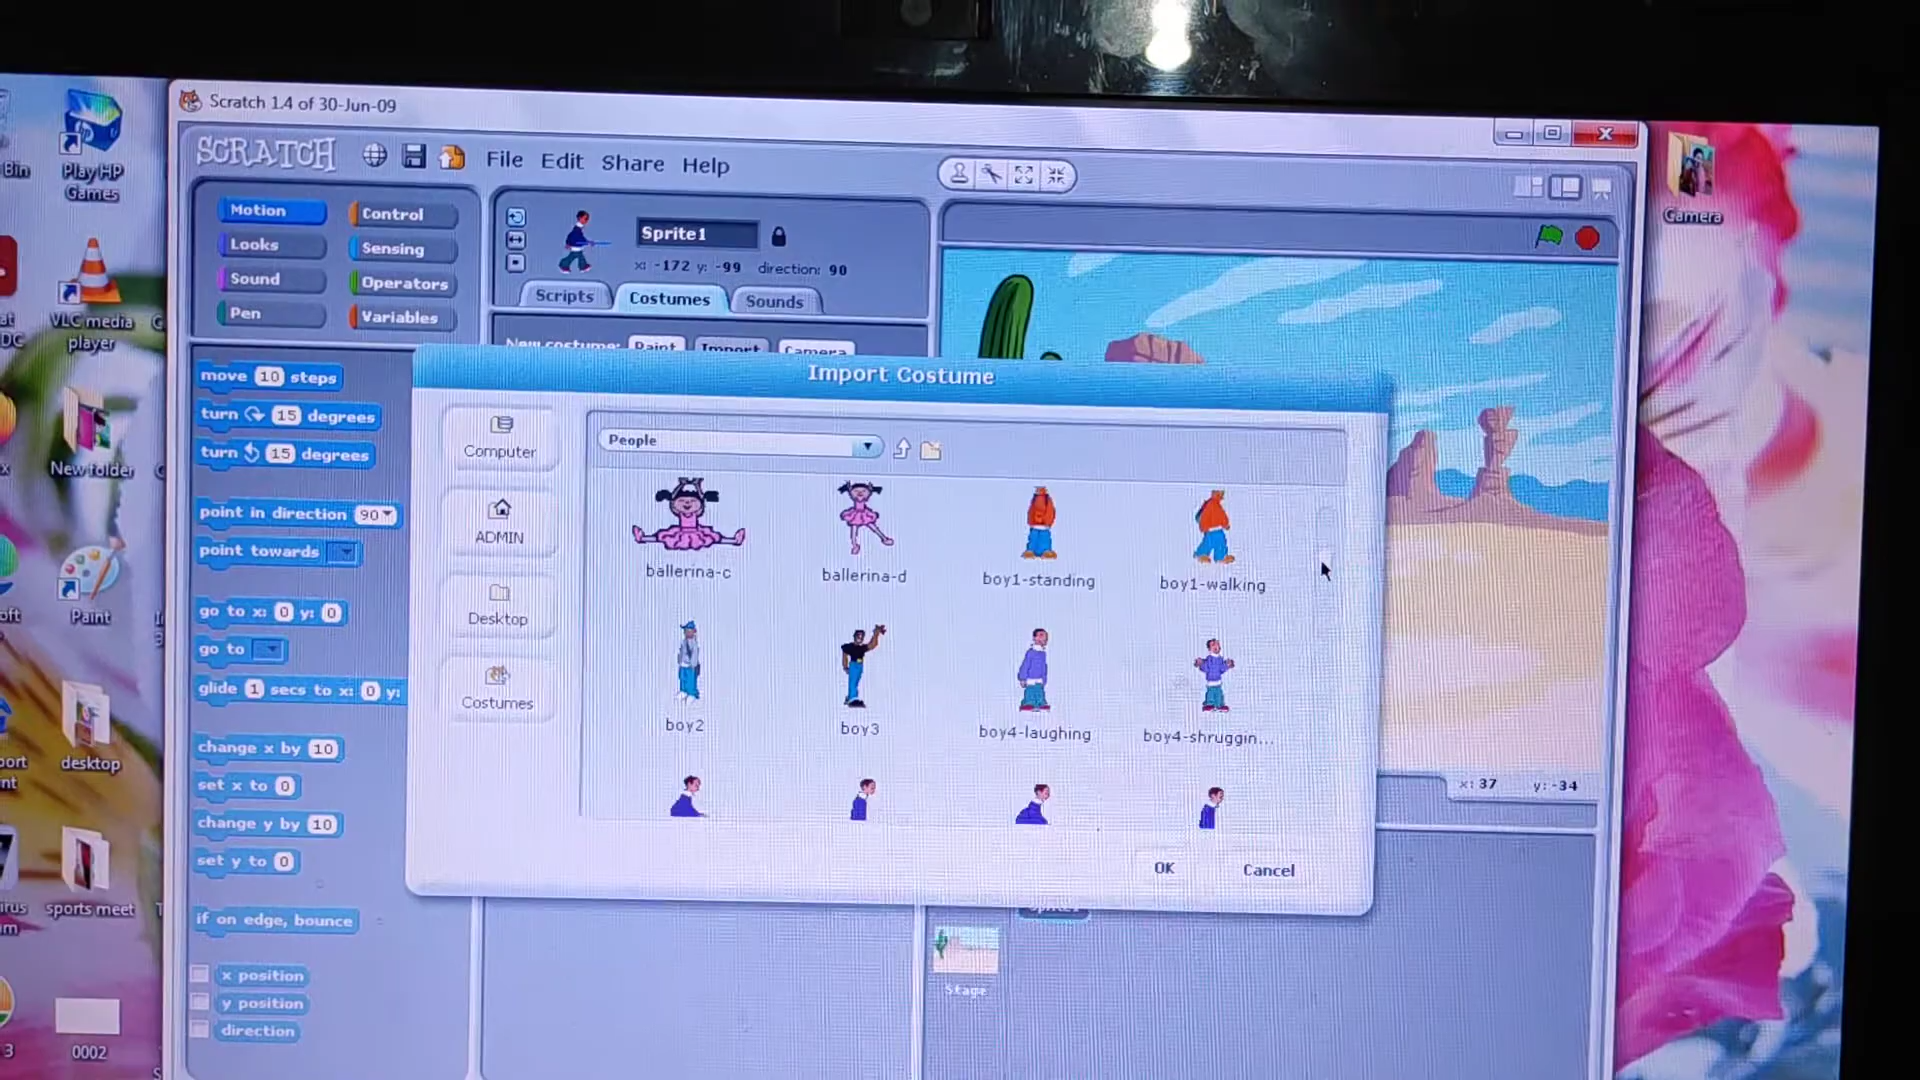 Scratch 1.4 of 30-Jun-09
SCRATCH
File Edit Share Help
Motion
Control
Looks
Sensing
Sound
Operators
Pen
Variables
Sprite1
x: -172 y: -99 direction: 90
Scripts
Costumes
Sounds
New costume: Paint Import Camera
move 10 steps
turn 15 degrees
turn 15 degrees
point in direction 90
point towards
go to x: 0 y: 0
go to
glide 1 secs to x: 0 y:
change x by 10
set x to 0
change y by 10
set y to 0
if on edge, bounce
x position
y position
direction
Import Costume
Computer
ADMIN
Desktop
Costumes
People
ballerina-c
ballerina-d
boy1-standing
boy1-walking
boy2
boy3
boy4-laughing
boy4-shruggin...
OK
Cancel
x: 37 y: -34
Stage
Bin
Play HP
Games
VLC media
player
DC
New folder
Paint
desktop
sports meet
0002
3
Camera